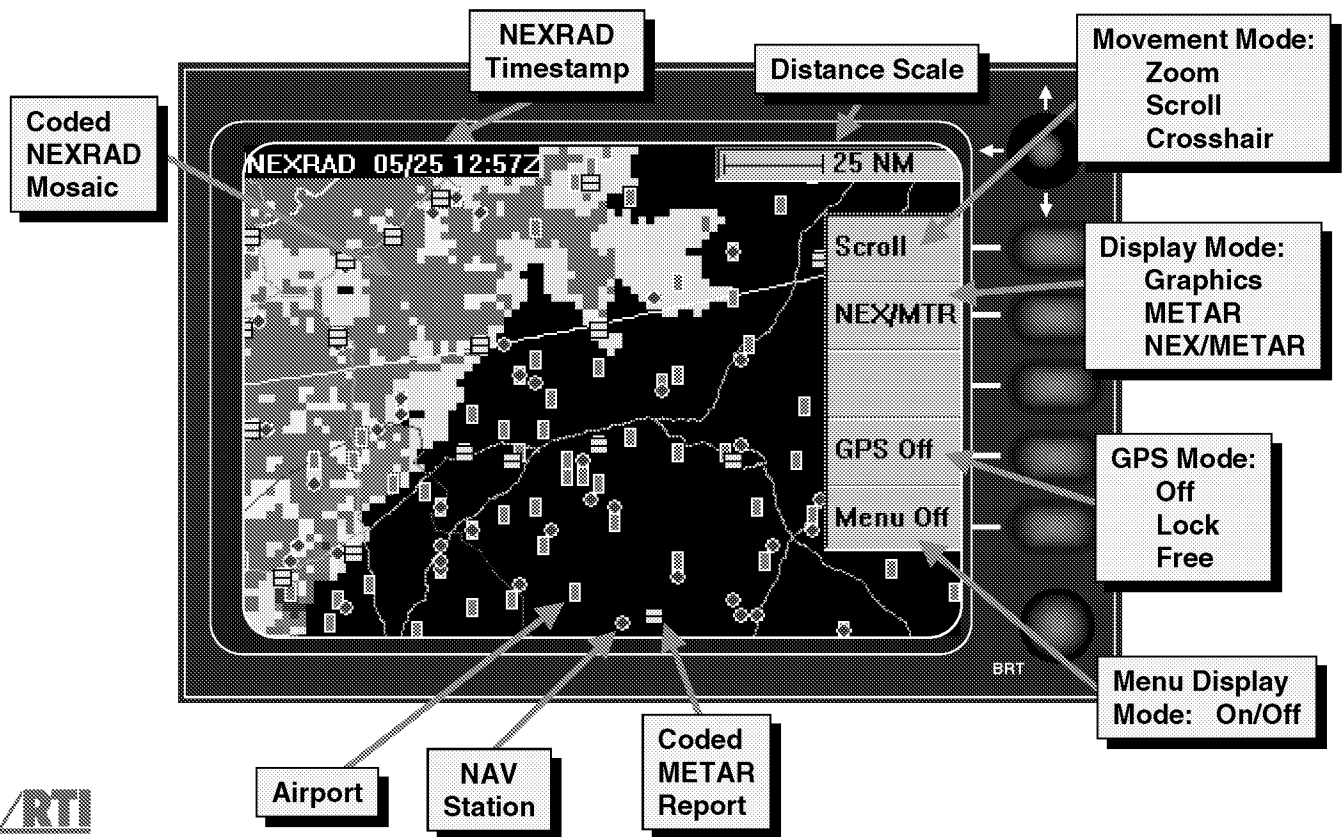 NEXRAD
Timestamp
Distance Scale
Movement Mode:
Zoom
Scroll
Crosshair
Coded
NEXRAD
Mosaic
NEXRAD 05/25 12:57Z
25 NM
Scroll
NEX/MTR
GPS Off
Menu Off
Display Mode:
Graphics
METAR
NEX/METAR
GPS Mode:
Off
Lock
Free
BRT
Menu Display
Mode: On/Off
Airport
NAV
Station
Coded
METAR
Report
RTI